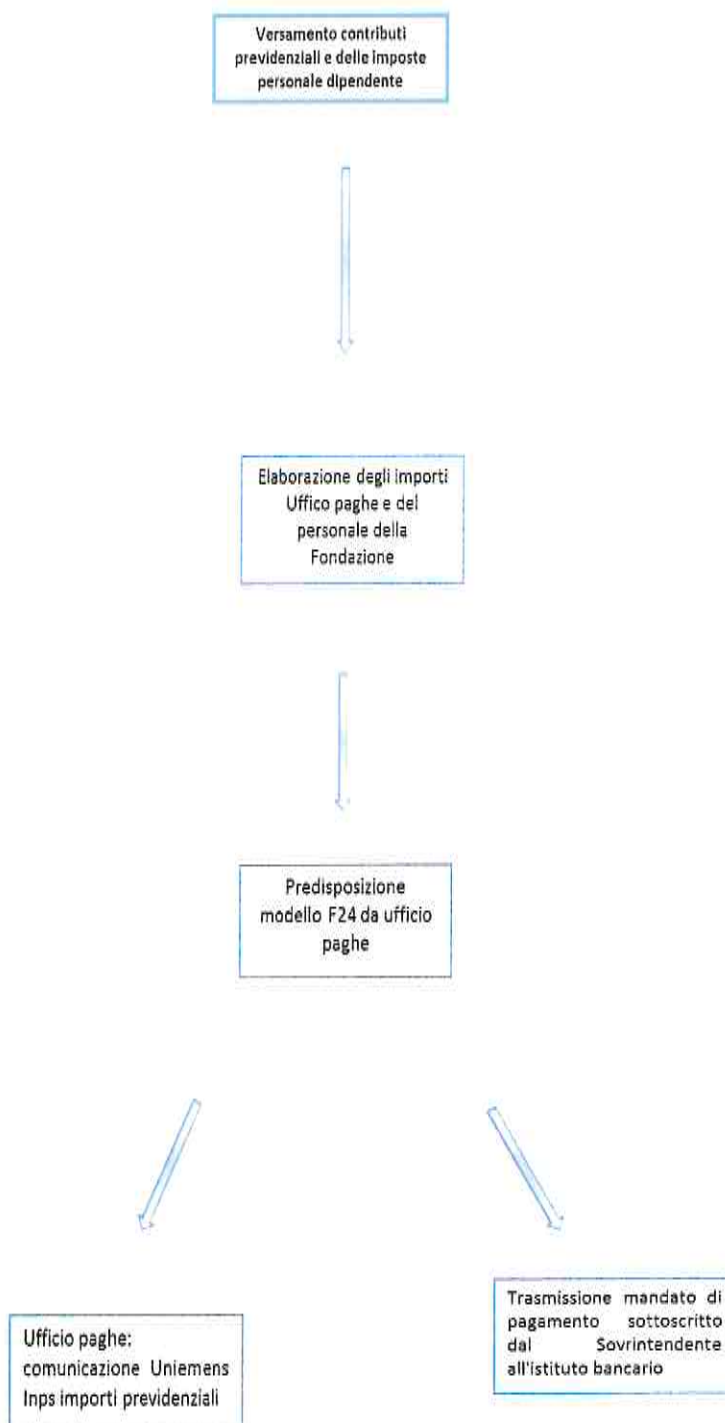 Versamento contributi
previdenziali e delle imposte
personale dipendente
Elaborazione degli importi
Uffico paghe e del
personale della
Fondazione
Predisposizione
modello F24 da ufficio
paghe
Ufficio paghe:
comunicazione Uniemens
Inps importi previdenziali
Trasmissione mandato di
pagamento sottoscritto
dal Sovrintendente
all'istituto bancario